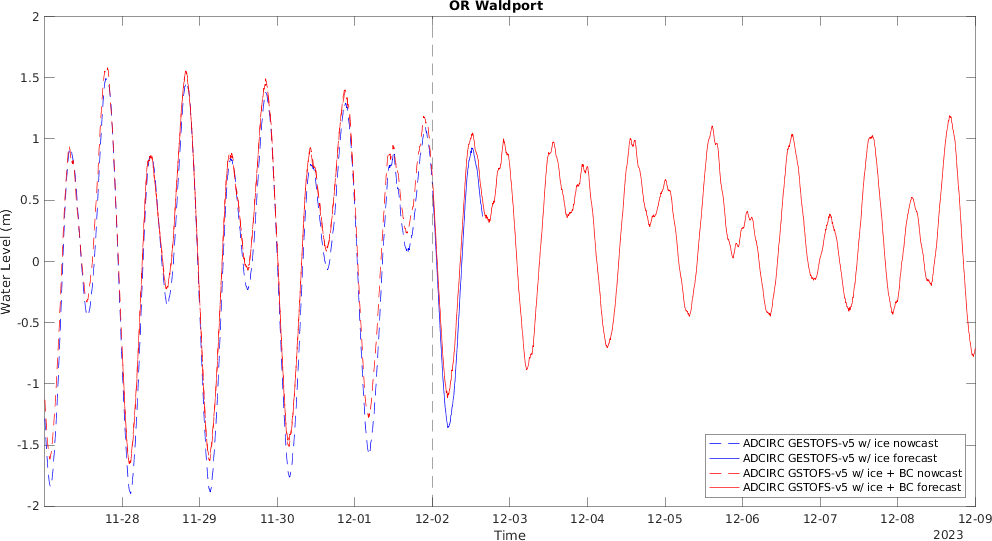 OR Waldport
2
1.5
1
0.5
0
-0.5
-1
-1.5
-2
Water Level (m)
11-28 11-29 11-30 12-01 12-02 12-03 12-04 12-05 12-06 12-07 12-08 12-09
Time
2023
ADCIRC GESTOFS-v5 w/ ice nowcast
ADCIRC GESTOFS-v5 w/ ice forecast
ADCIRC GSTOFS-v5 w/ ice + BC nowcast
ADCIRC GSTOFS-v5 w/ ice + BC forecast